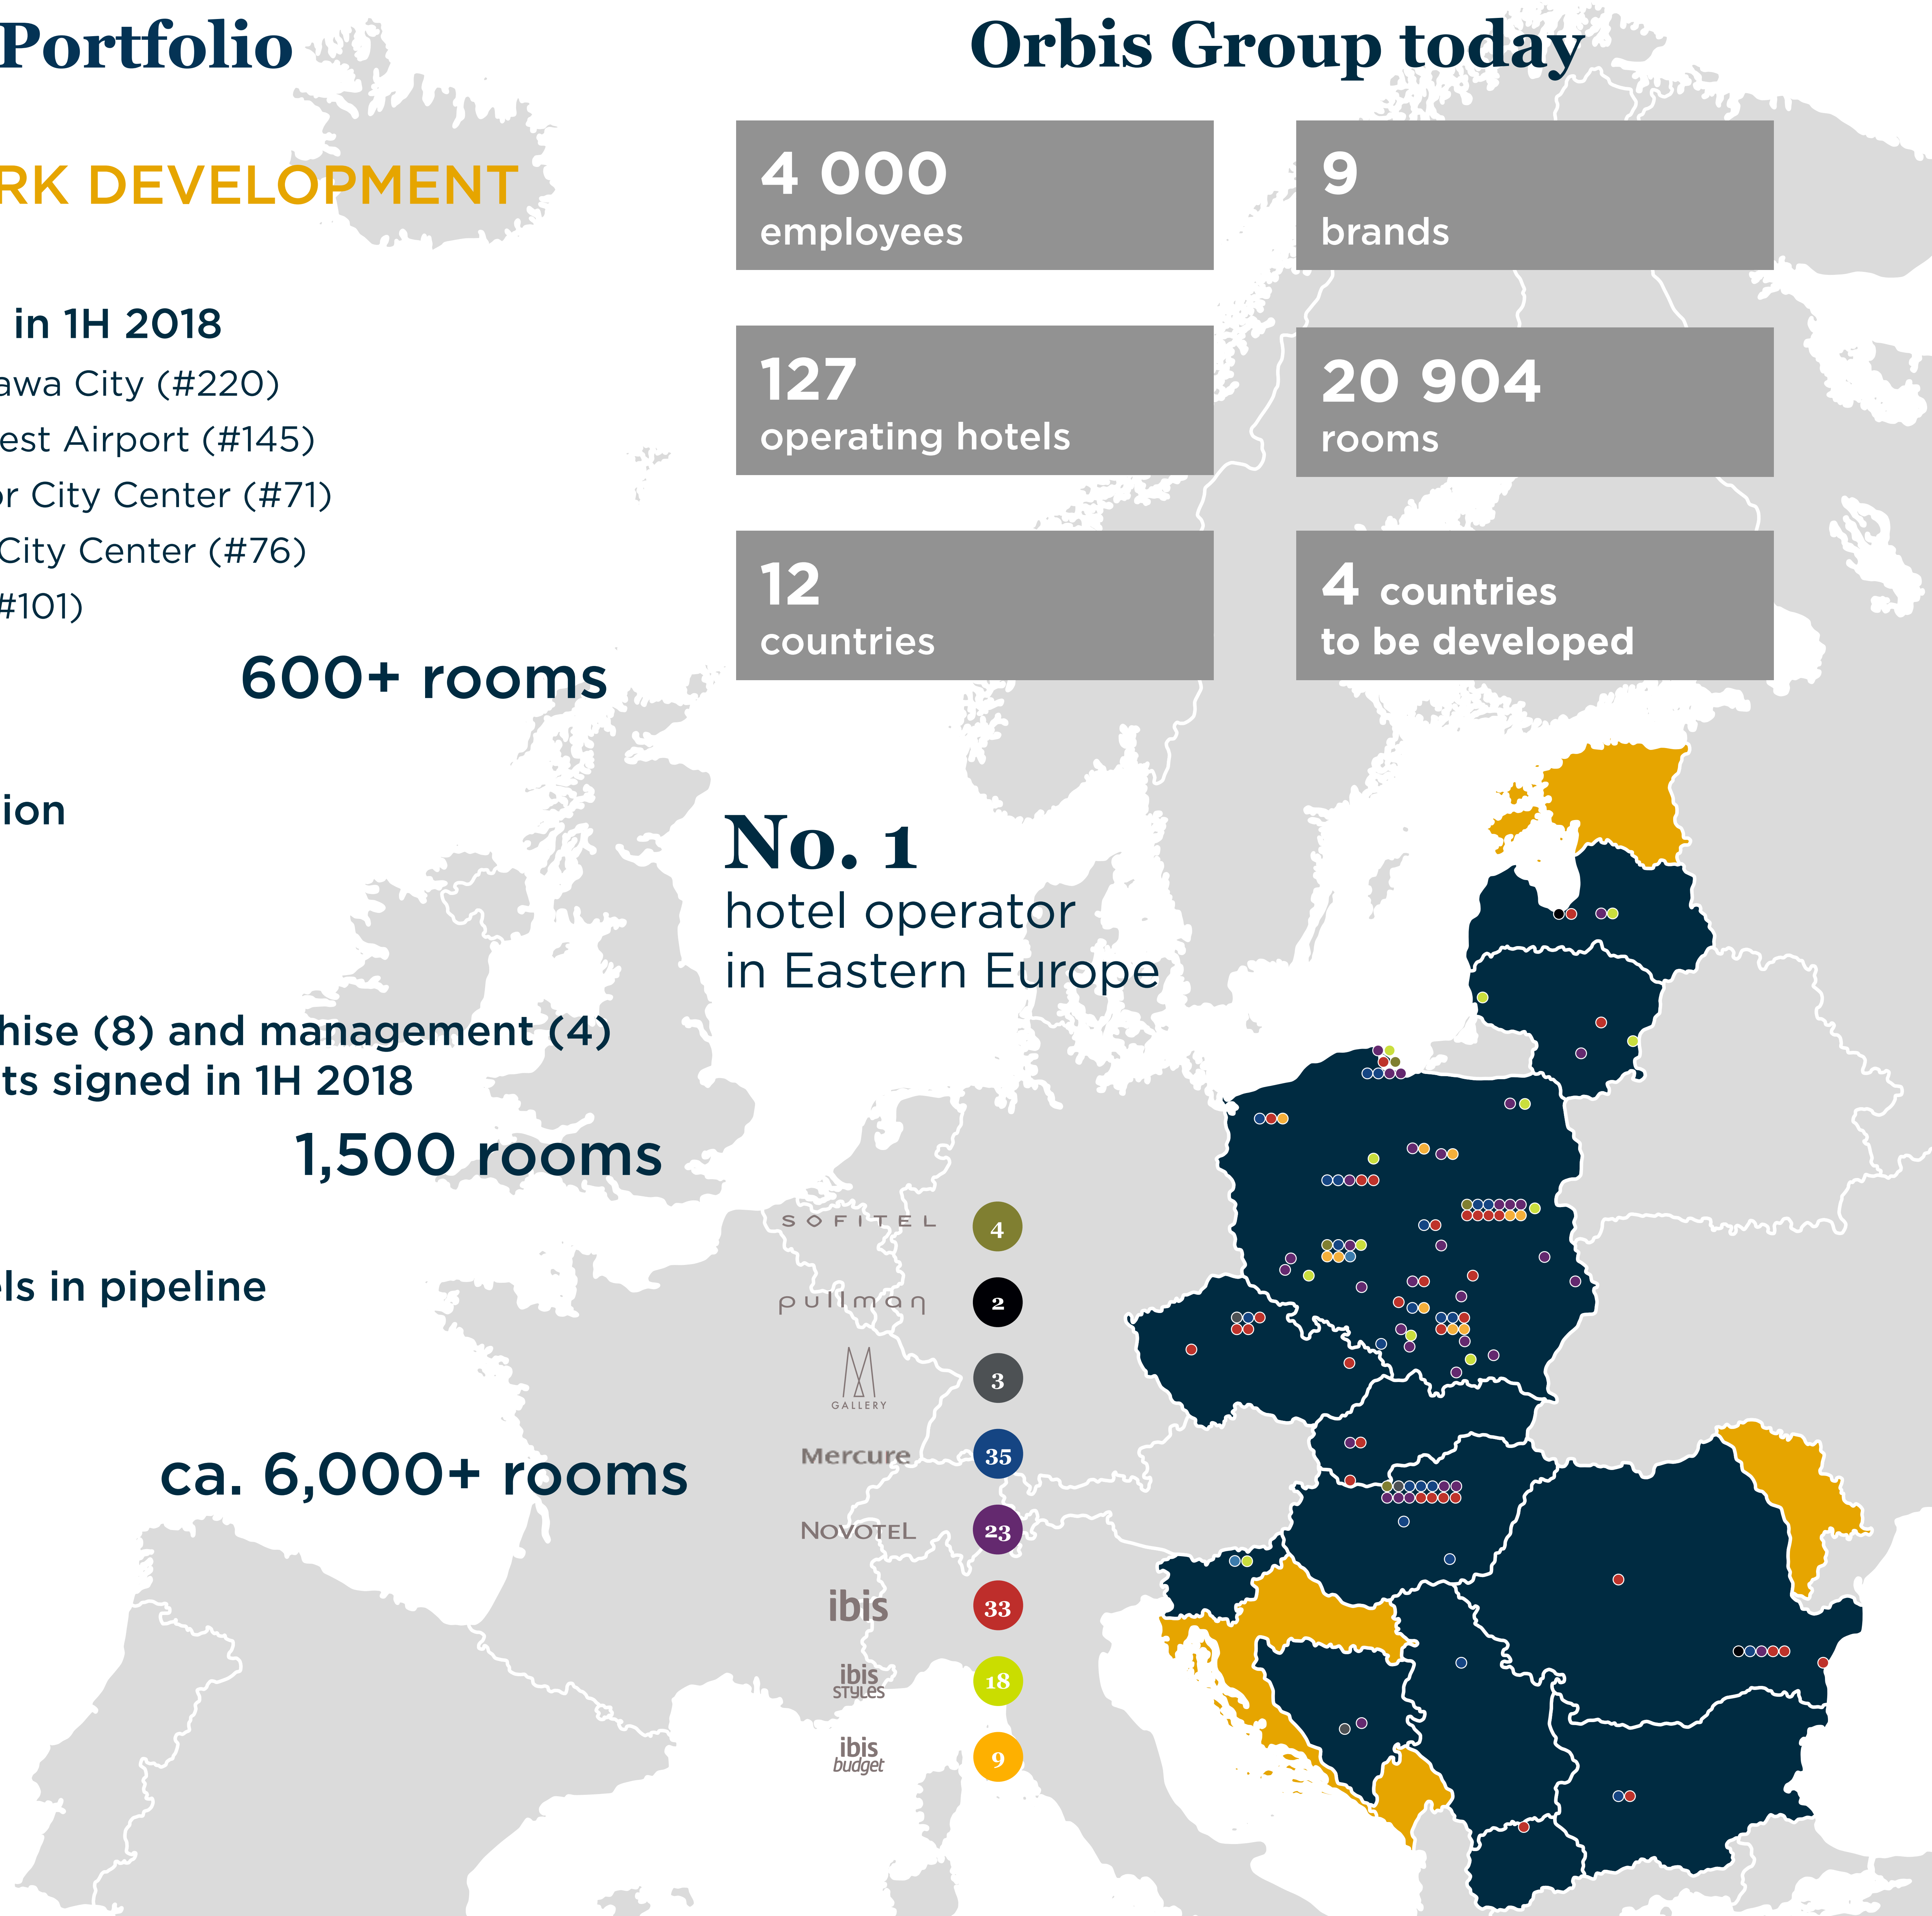 Portfolio
RK DEVELOPMENT
in 1H 2018
awa City (#220)
est Airport (#145)
or City Center (#71)
City Center (#76)
#101)
600+ rooms
ion
hise (8) and management (4)
ts signed in 1H 2018
1,500 rooms
ls in pipeline
ca. 6,000+ rooms
Orbis Group today
4 000
employees
9
brands
127
operating hotels
20 904
rooms
12
countries
4 countries
to be developed
No. 1
hotel operator
in Eastern Europe
SOFITEL 4
pullman 2
M
GALLERY 3
Mercure 35
NOVOTEL 23
ibis 33
ibis
STYLES 18
ibis
budget 9